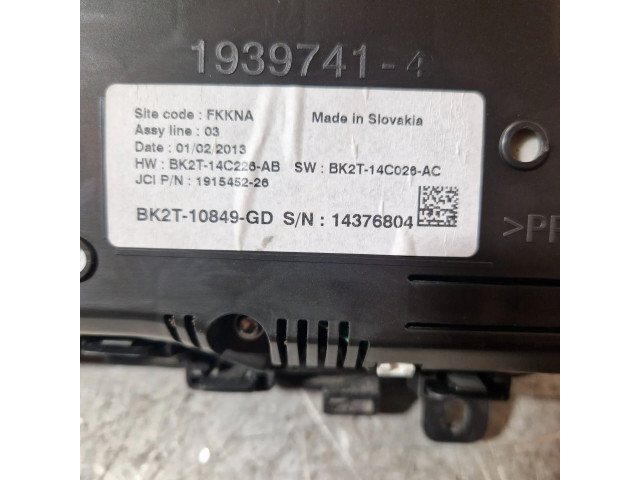 1939741-4
Site code : FKKNA
Made in Slovakia
Assy line : 03
Date : 01/02 2013
HW: BK2T-14C226-AB SW: BK2T-14C026-AC
JCI P/N : 1915452-26
BK2T-10849-GD S/N : 14376804
>PP